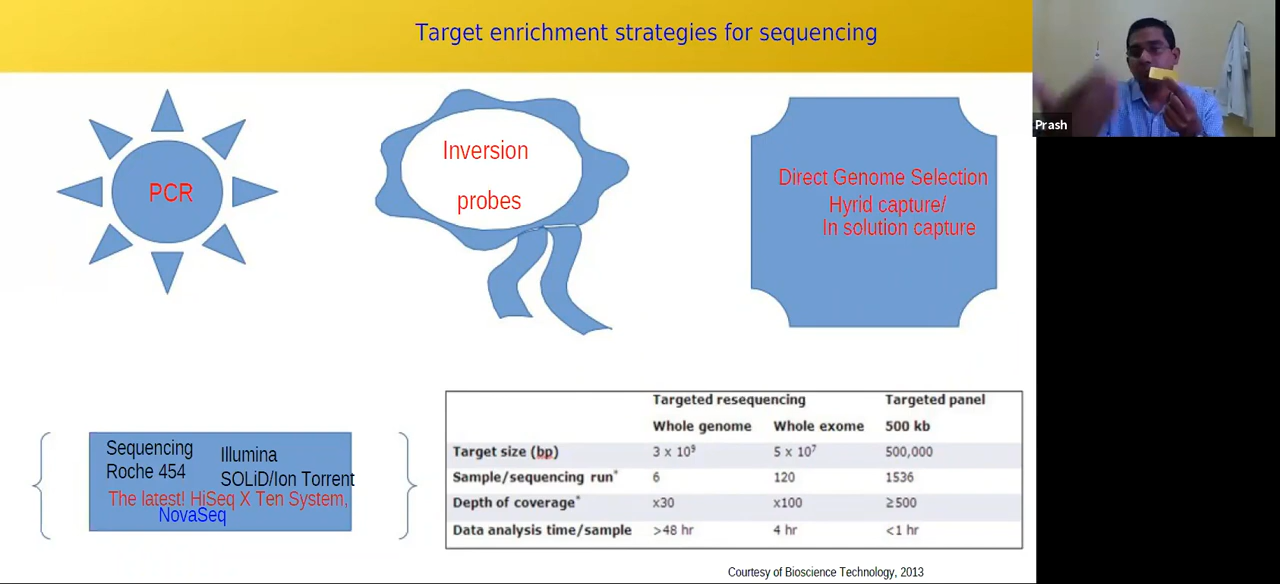 Target enrichment strategies for sequencing
Prash
PCR
Inversion
probes
Direct Genome Selection
Hyrid capture/
In solution capture
Sequencing
Roche 454
Illumina
SOLiD/Ion Torrent
The latest! HiSeq X Ten System,
NovaSeq
Targeted resequencing Targeted panel
Whole genome Whole exome 500 kb
Target size (bp) 3 x 10⁹ 5 x 10⁷ 500,000
Sample/sequencing run* 6 120 1536
Depth of coverage* x30 x100 ≥500
Data analysis time/sample >48 hr 4 hr <1 hr
Courtesy of Bioscience Technology, 2013